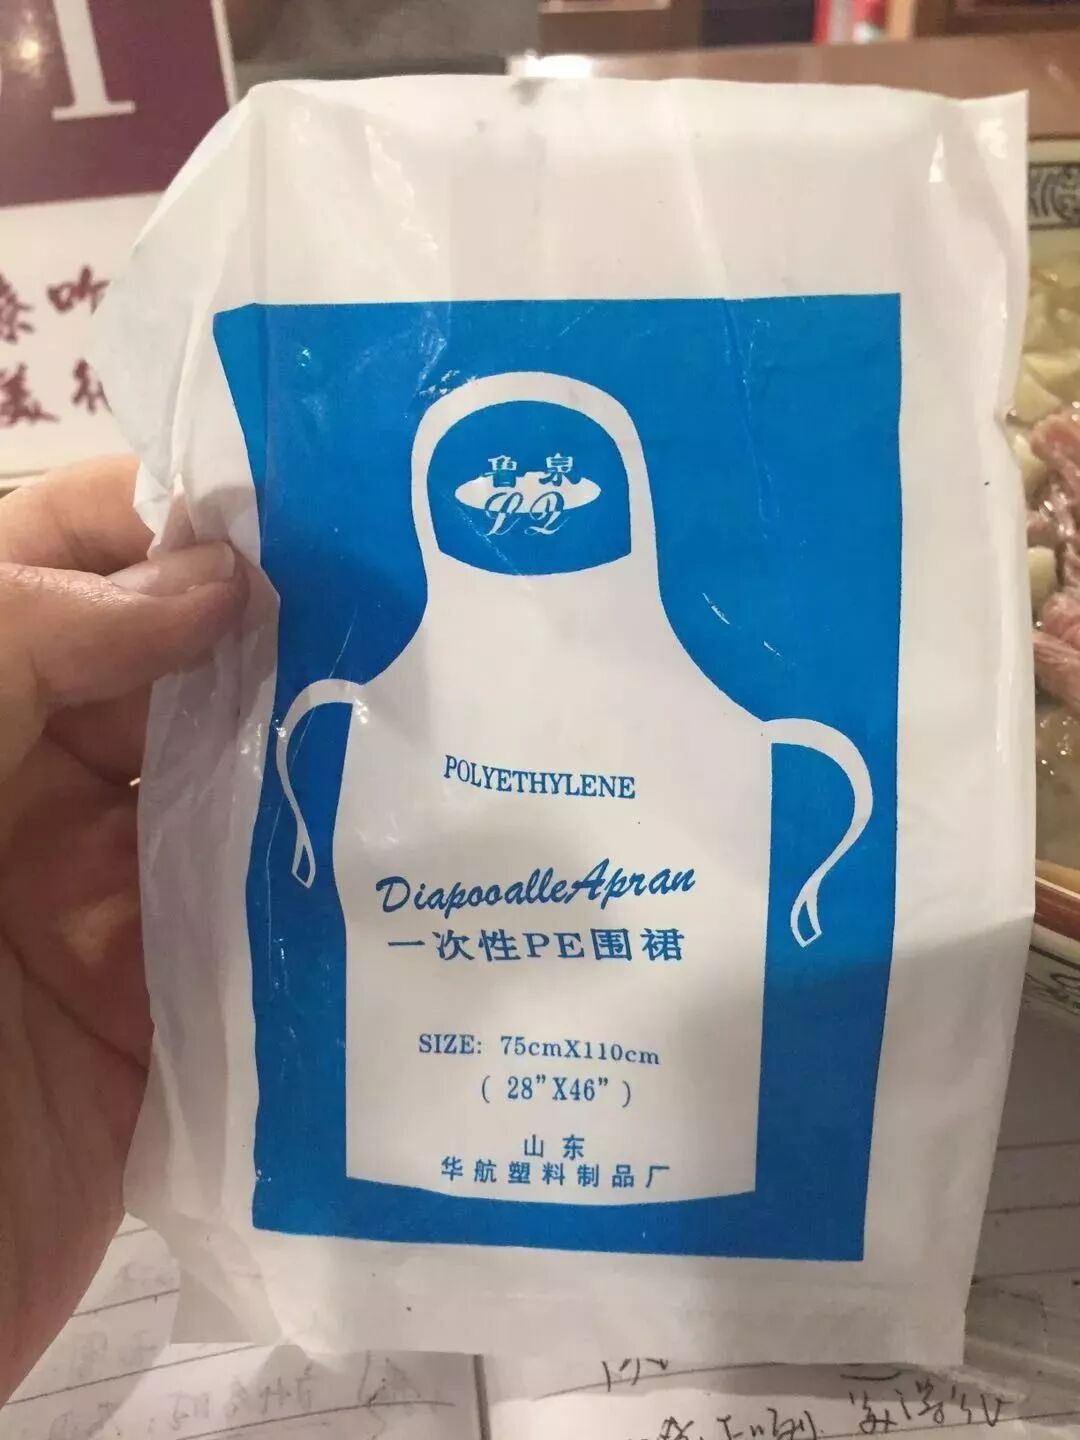 鲁泉
LQ
POLYETHYLENE
DiapooalleApran
一次性PE围裙
SIZE: 75cmX110cm
( 28"X46" )
山东
华航塑料制品厂